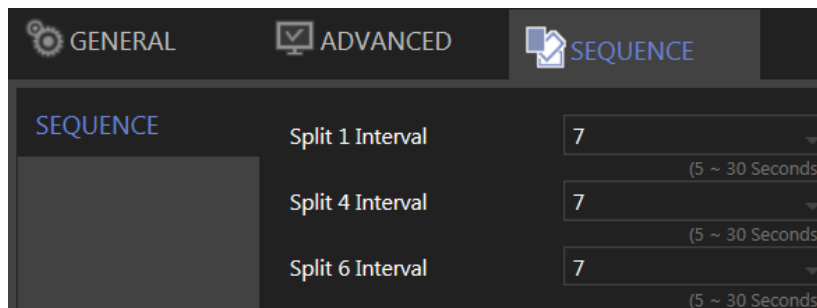 GENERAL ADVANCED SEQUENCE
SEQUENCE
Split 1 Interval 7
(5 ~ 30 Seconds
Split 4 Interval 7
(5 ~ 30 Seconds
Split 6 Interval 7
(5 ~ 30 Seconds